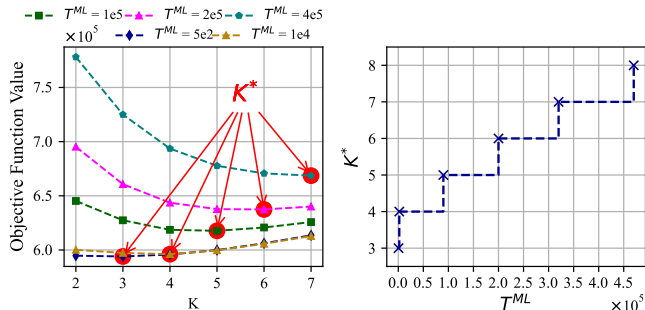 T^ML = 1e5 T^ML = 2e5 T^ML = 4e5
T^ML = 5e2 T^ML = 1e4
×10^5
Objective Function Value
7.5
7.0
6.5
6.0
K*
2 3 4 5 6 7
K
K*
8
7
6
5
4
3
0.0 0.5 1.0 1.5 2.0 2.5 3.0 3.5 4.0 4.5
T^ML
×10^5